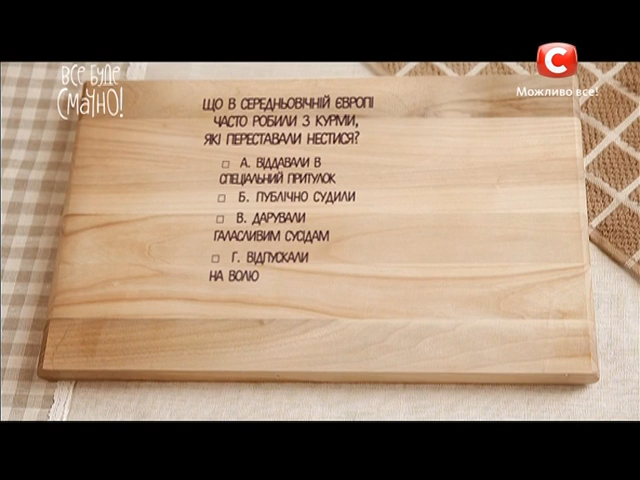 ВСЕ БУДЕ
СМАЧНО!
С
Можливо все!
ЩО В СЕРЕДНЬОВІЧНІЙ ЄВРОПІ
ЧАСТО РОБИЛИ З КУРМИ,
ЯКІ ПЕРЕСТАВАЛИ НЕСТИСЯ?
А. ВІДДАВАЛИ В
СПЕЦІАЛЬНИЙ ПРИТУЛОК
Б. ПУБЛІЧНО СУДИЛИ
В. ДАРУВАЛИ
ГАЛАСЛИВИМ СУСІДАМ
Г. ВІДПУСКАЛИ
НА ВОЛЮ